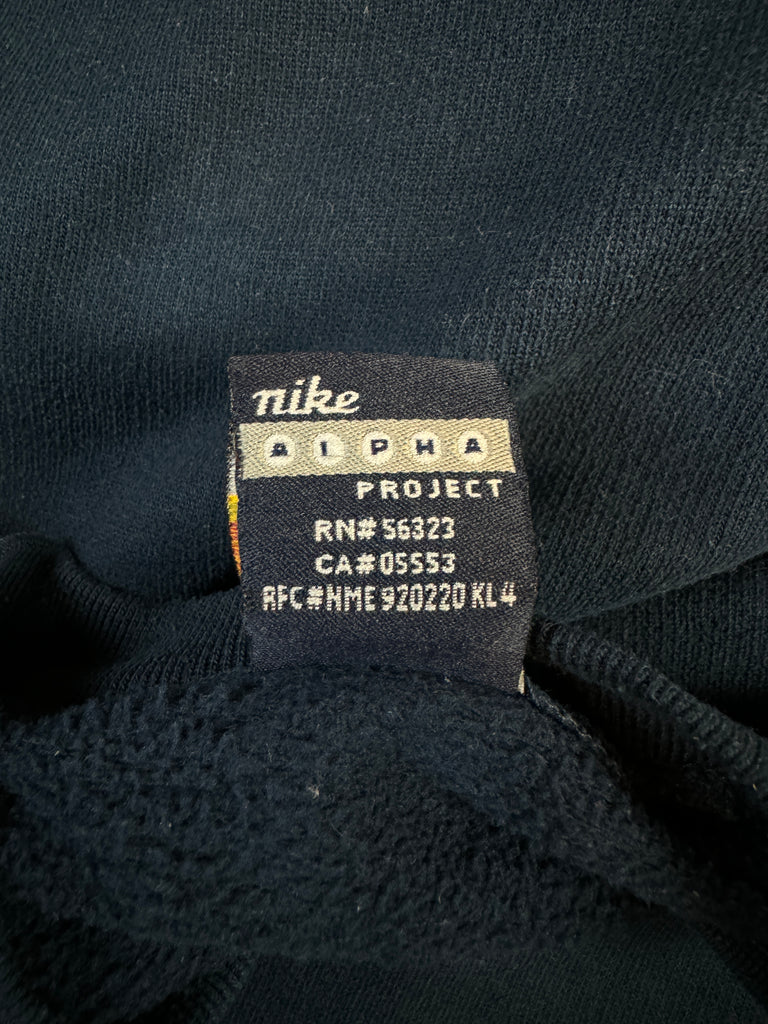 nike
ALPHA
PROJECT
RN# 56323
CA# 05553
RFC#NME 920220 KL4